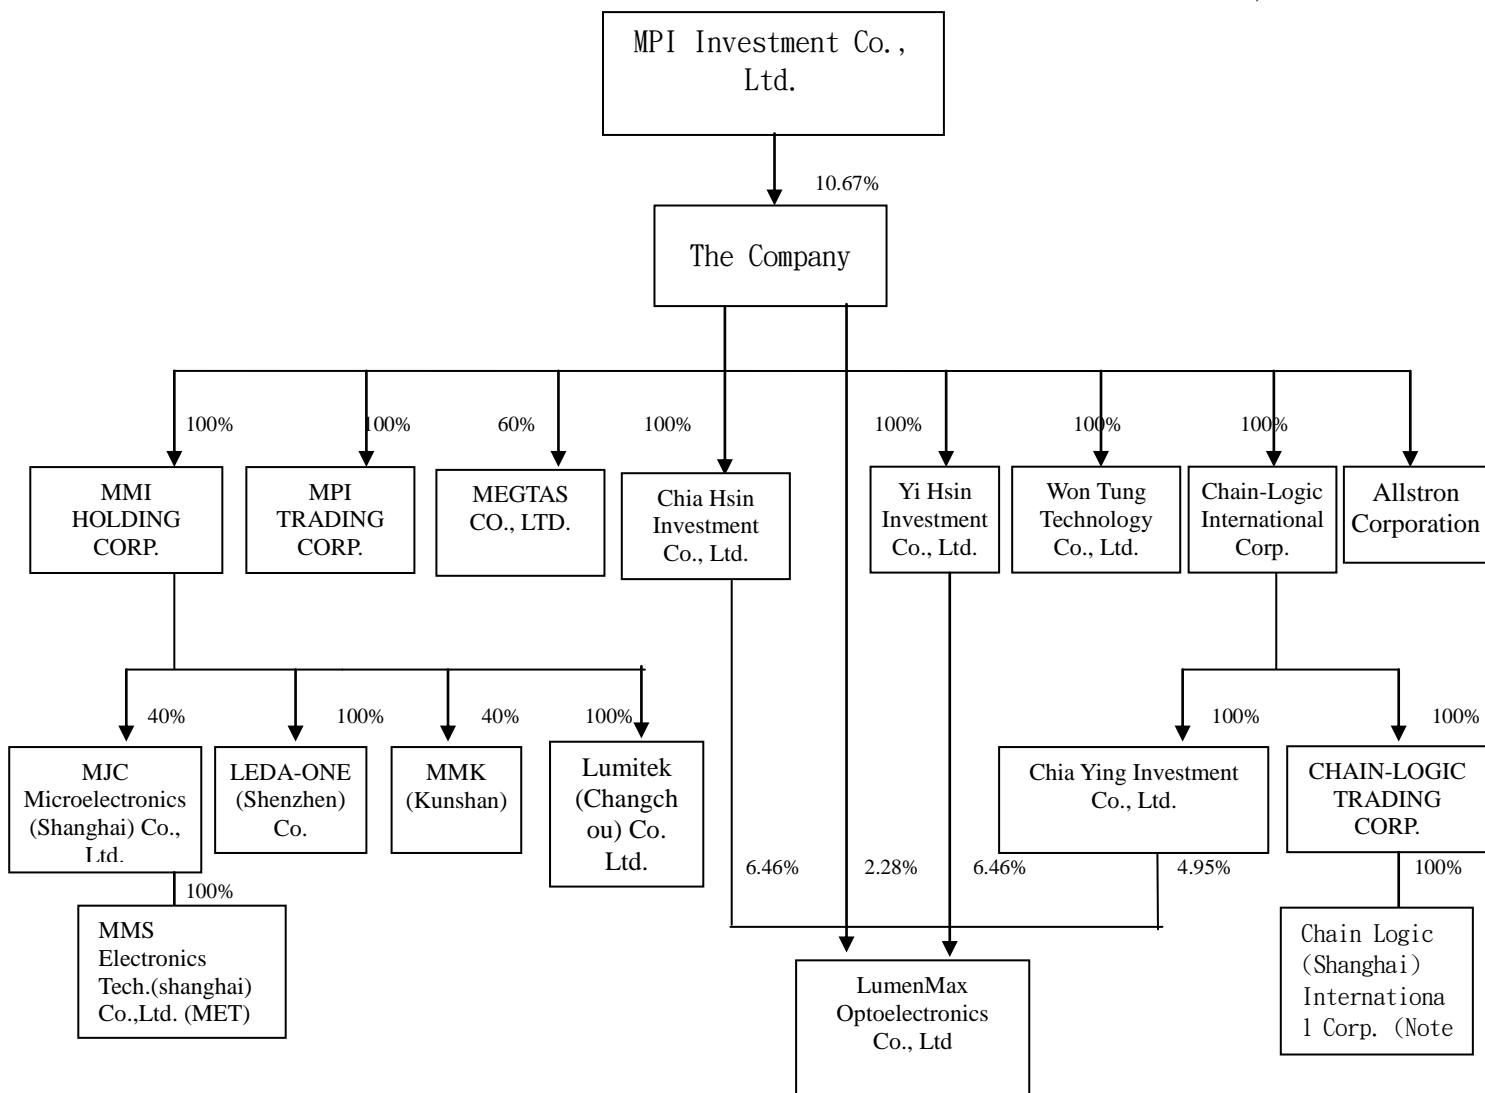 MPI Investment Co.,
Ltd.
10.67%
The Company
100%
100%
60%
100%
100%
100%
100%
MMI
HOLDING
CORP.
MPI
TRADING
CORP.
MEGTAS
CO., LTD.
Chia Hsin
Investment
Co., Ltd.
Yi Hsin
Investment
Co., Ltd.
Won Tung
Technology
Co., Ltd.
Chain-Logic
International
Corp.
Allstron
Corporation
40%
100%
40%
100%
100%
100%
MJC
Microelectronics
(Shanghai) Co.,
Ltd.
LEDA-ONE
(Shenzhen)
Co.
MMK
(Kunshan)
Lumitek
(Changch
ou) Co.
Ltd.
Chia Ying Investment
Co., Ltd.
CHAIN-LOGIC
TRADING
CORP.
100%
6.46%
2.28%
6.46%
4.95%
100%
MMS
Electronics
Tech.(shanghai)
Co.,Ltd. (MET)
LumenMax
Optoelectronics
Co., Ltd
Chain Logic
(Shanghai)
Internationa
l Corp. (Note